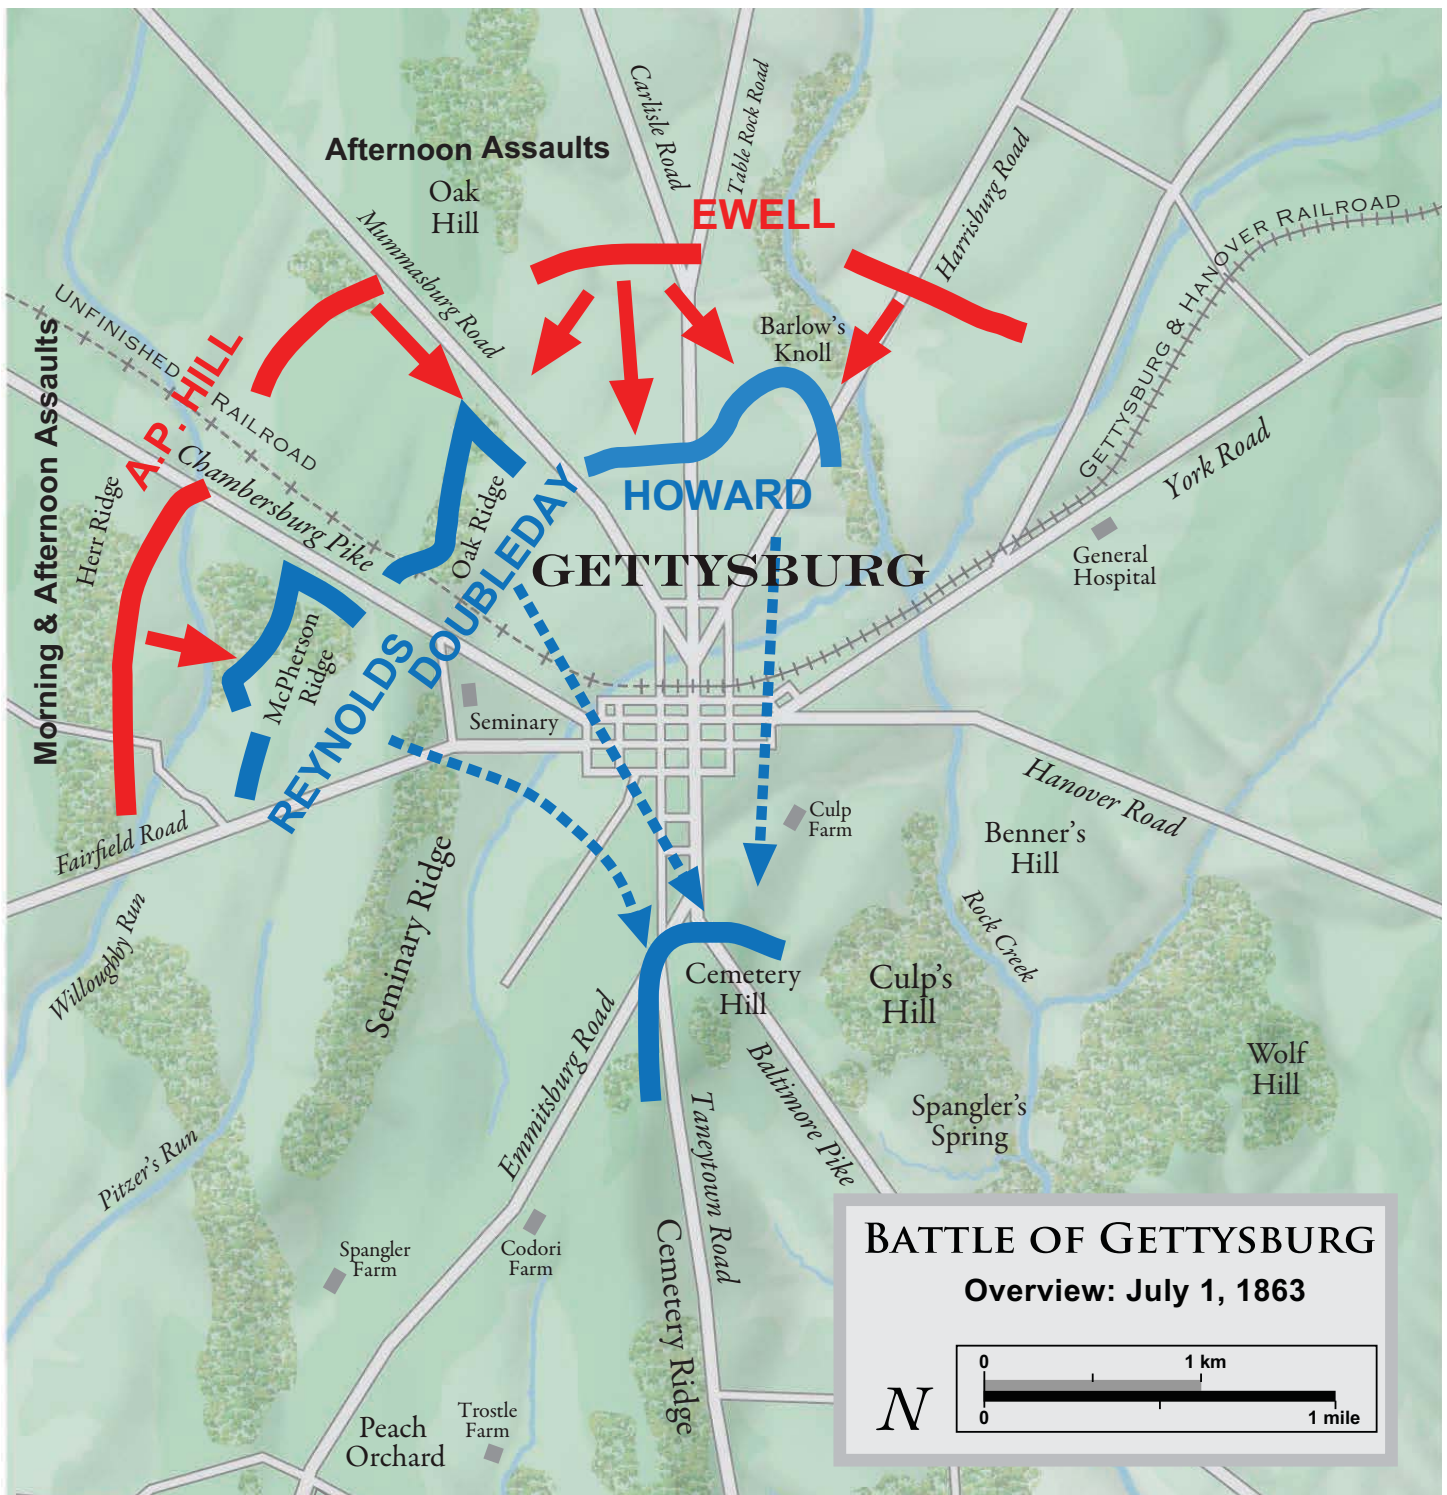 Carlisle Road
Table Rock Road
Afternoon Assaults
Oak
Hill
Harrisburg Road
EWELL
GETTYSBURG & HANOVER RAILROAD
Mummasburg Road
UNFINISHED
RAILROAD
Barlow's
Knoll
A.P. HILL
Morning & Afternoon Assaults
Chambersburg Pike
Herr Ridge
Oak Ridge
York Road
HOWARD
DOUBLEDAY
GETTYSBURG
General
Hospital
McPherson
Ridge
REYNOLDS
Seminary
Hanover Road
Culp
Farm
Benner's
Hill
Fairfield Road
Seminary Ridge
Willoughby Run
Rock Creek
Cemetery
Hill
Culp's
Hill
Emmitsburg Road
Baltimore Pike
Wolf
Hill
Spangler's
Spring
Taneytown Road
Pitzer's Run
Spangler
Farm
Codori
Farm
Cemetery Ridge
Peach
Orchard
Trostle
Farm
BATTLE OF GETTYSBURG
Overview: July 1, 1863
N
0 1 km
0 1 mile